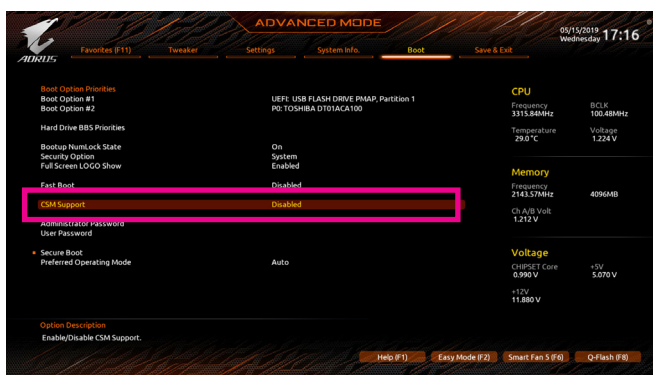 ADVANCED MODE
05/15/2019 Wednesday 17:16
AORUS
Favorites (F11) Tweaker Settings System Info. Boot Save & Exit
Boot Option Priorities
Boot Option #1 UEFI: USB FLASH DRIVE PMAP, Partition 1
Boot Option #2 P0: TOSHIBA DT01ACA100
Hard Drive BBS Priorities
Bootup NumLock State On
Security Option System
Full Screen LOGO Show Enabled
Fast Boot Disabled
CSM Support Disabled
Administrator Password
User Password
Secure Boot
Preferred Operating Mode Auto
CPU
Frequency BCLK
3315.84MHz 100.48MHz
Temperature Voltage
29.0 °C 1.224 V
Memory
Frequency
2143.57MHz 4096MB
Ch A/B Volt
1.212 V
Voltage
CHIPSET Core +5V
0.990 V 5.070 V
+12V
11.880 V
Option Description
Enable/Disable CSM Support.
Help (F1) Easy Mode (F2) Smart Fan 5 (F6) Q-Flash (F8)